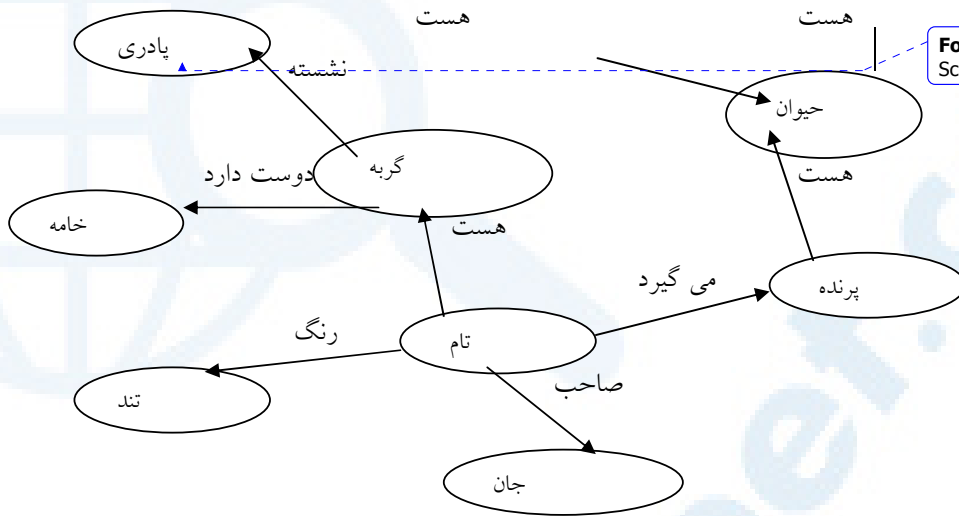 هست
هست
پادری
نشسته
Fo
Sc
حیوان
گربه
دوست دارد
هست
خامه
هست
می گیرد
پرنده
رنگ
تام
صاحب
تند
جان